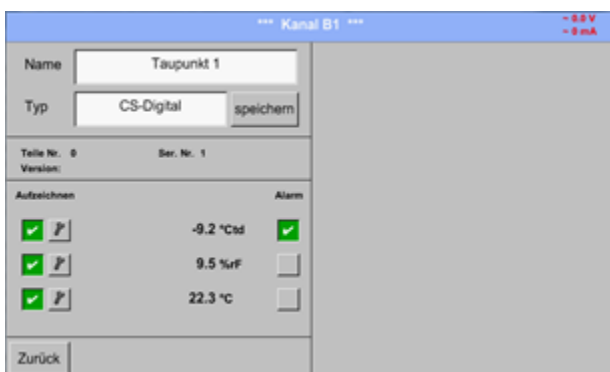 *** Kanal B1 ***
~ 0.0 V
~ 0 mA
Name Taupunkt 1
Typ CS-Digital speichern
Teile Nr. 0 Ser. Nr. 1
Version:
Aufzeichnen Alarm
-9.2 °Ctd
9.5 %rF
22.3 °C
Zurück